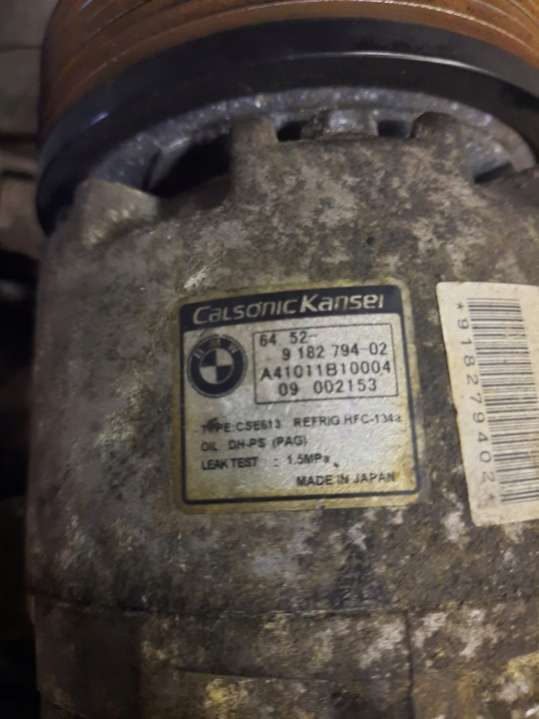 CalsonicKansei
64 52-
9 182 794-02
A41011B10004
09 002153
TYPE:CSE613 REFRIG.HFC-134a
OIL DH-PS (PAG)
LEAK TEST : 1.5MPa
MADE IN JAPAN
*918279402*